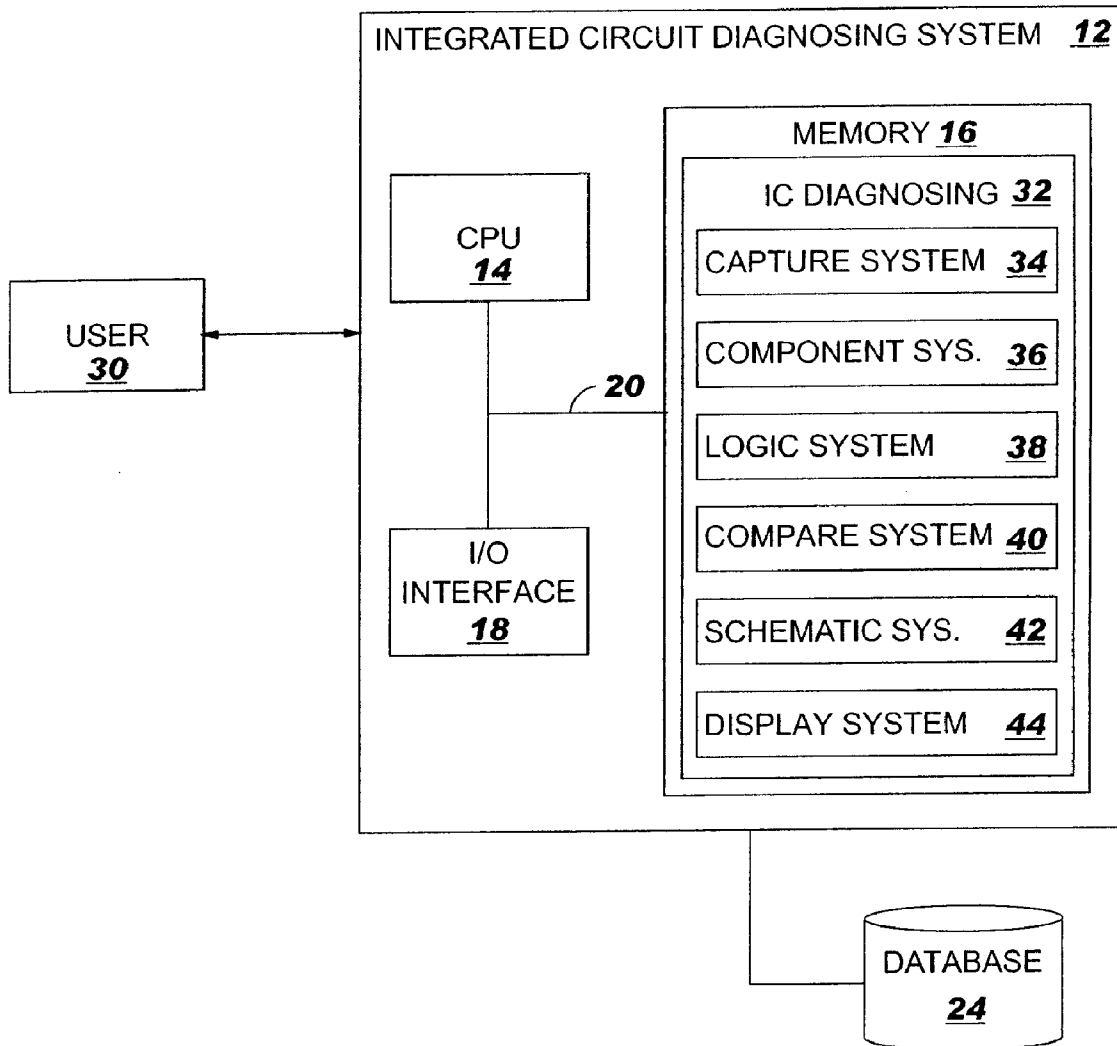 INTEGRATED CIRCUIT DIAGNOSING SYSTEM 12
MEMORY 16
IC DIAGNOSING 32
CPU
14
CAPTURE SYSTEM 34
USER
30
COMPONENT SYS. 36
20
LOGIC SYSTEM 38
I/O
INTERFACE
18
COMPARE SYSTEM 40
SCHEMATIC SYS. 42
DISPLAY SYSTEM 44
DATABASE
24